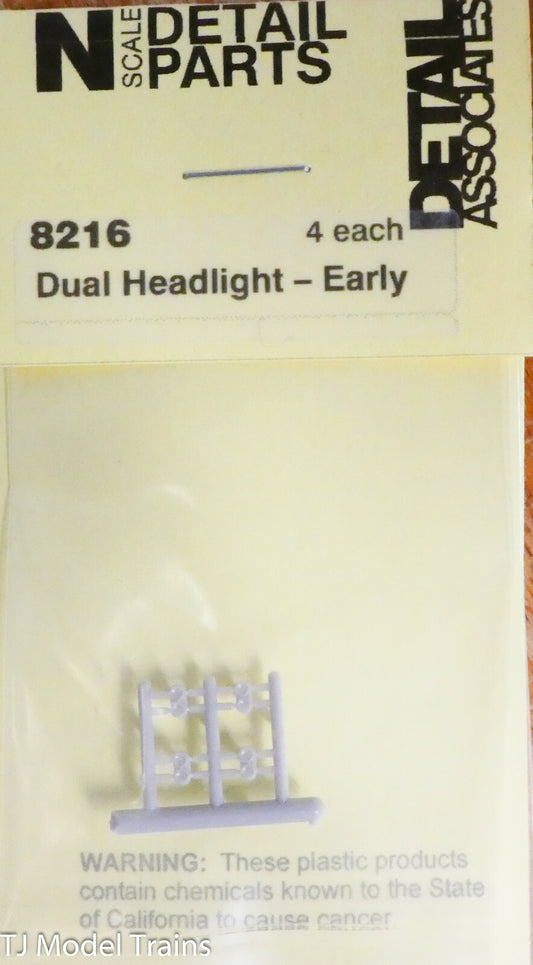 N SCALE DETAIL PARTS
DETAIL ASSOCIATES
8216 4 each
Dual Headlight – Early
WARNING: These plastic products
contain chemicals known to the State
of California to cause cancer
TJ Model Trains